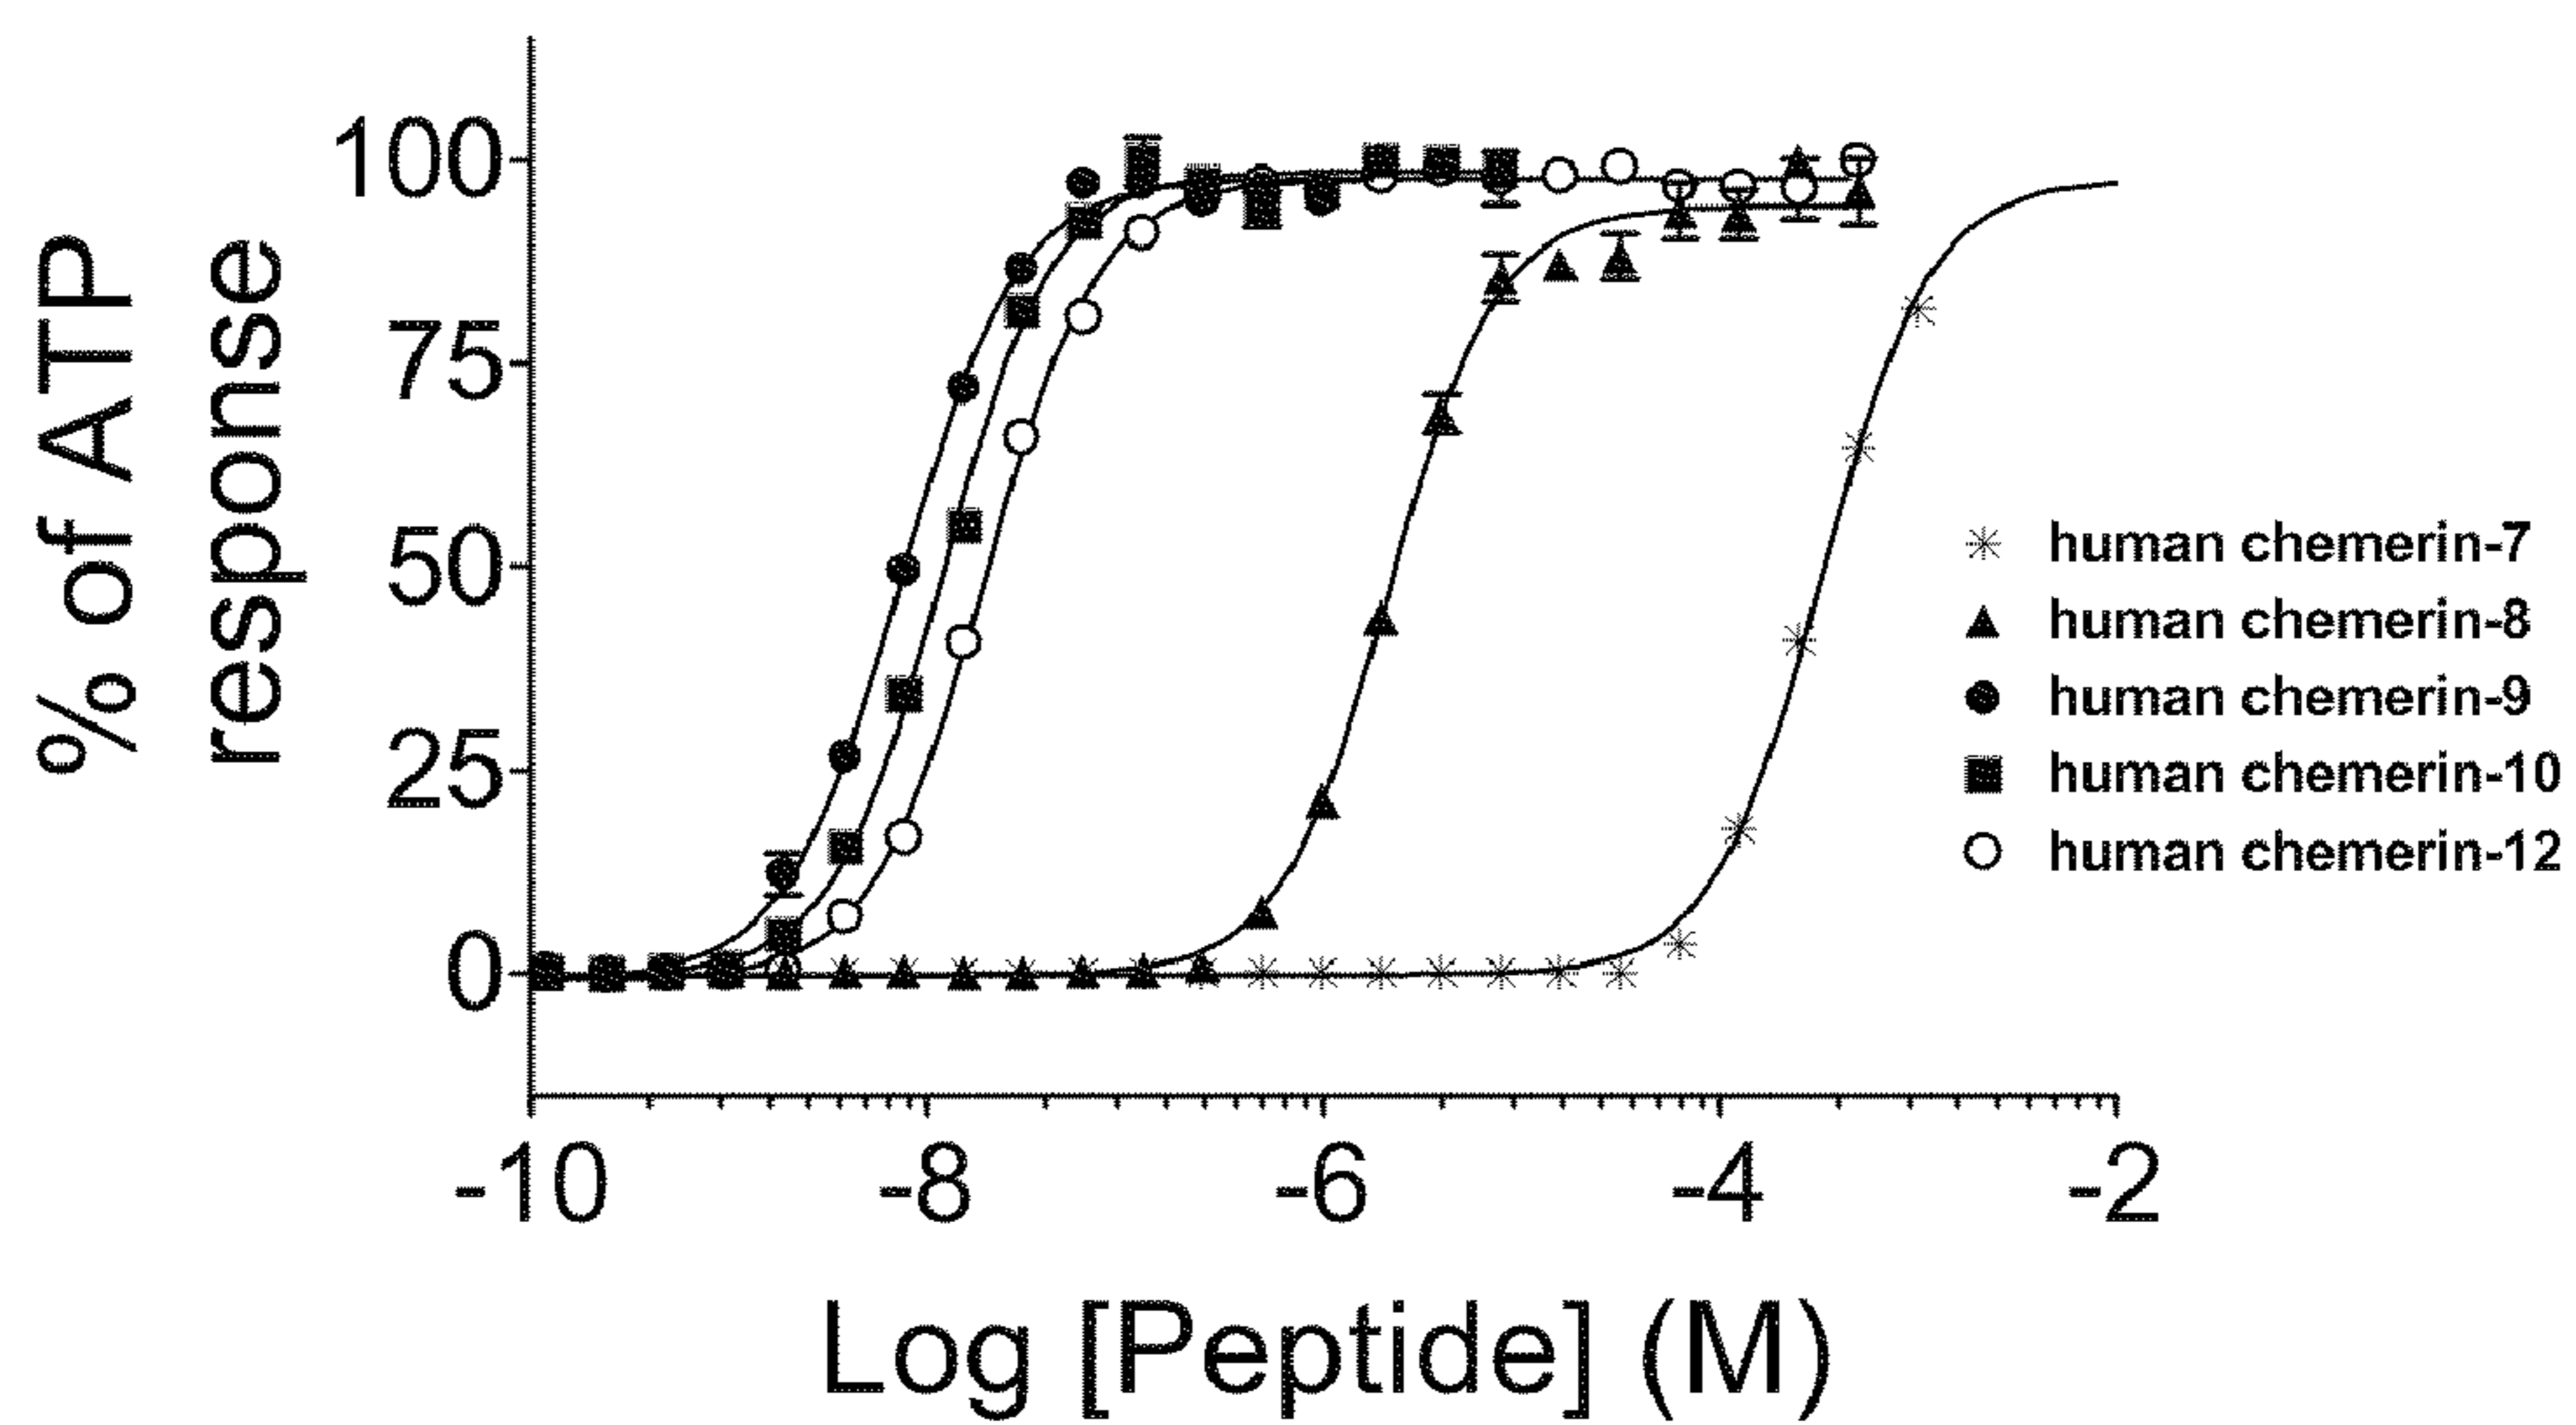 % of ATP
response
100
75
50
25
0
-10
-8
-6
-4
-2
Log [Peptide] (M)
human chemerin-7
human chemerin-8
human chemerin-9
human chemerin-10
human chemerin-12